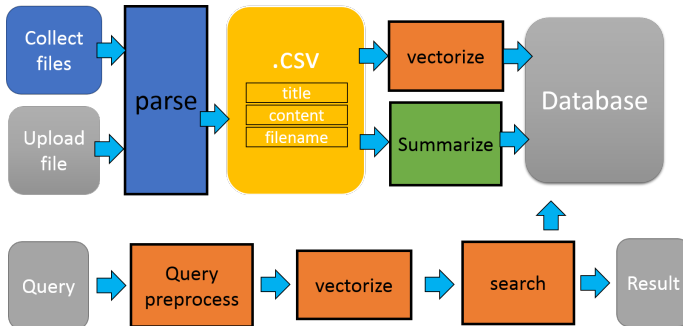 Collect
files
Upload
file
parse
.csv
title
content
filename
vectorize
Summarize
Database
Query
Query
preprocess
vectorize
search
Result